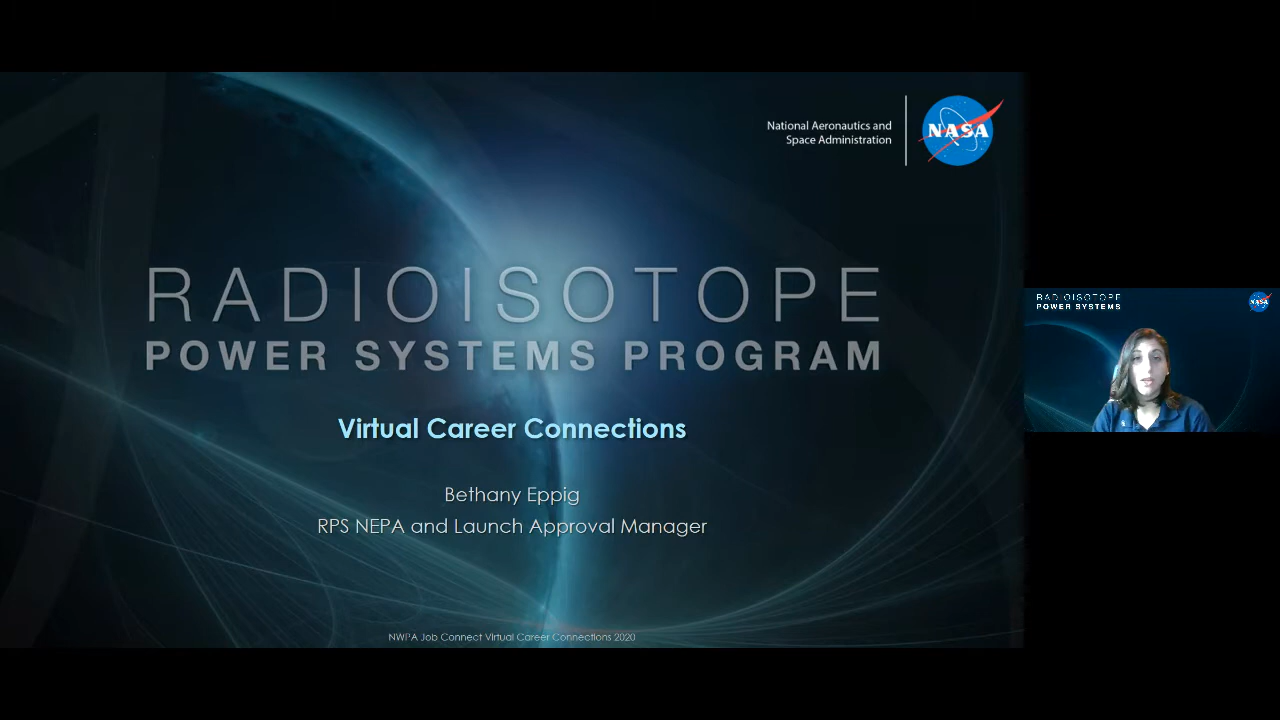 National Aeronautics and
Space Administration
NASA
RADIOISOTOPE
POWER SYSTEMS PROGRAM
Virtual Career Connections
Bethany Eppig
RPS NEPA and Launch Approval Manager
NWPA Job Connect Virtual Career Connections 2020
RADIOISOTOPE
POWER SYSTEMS
NASA